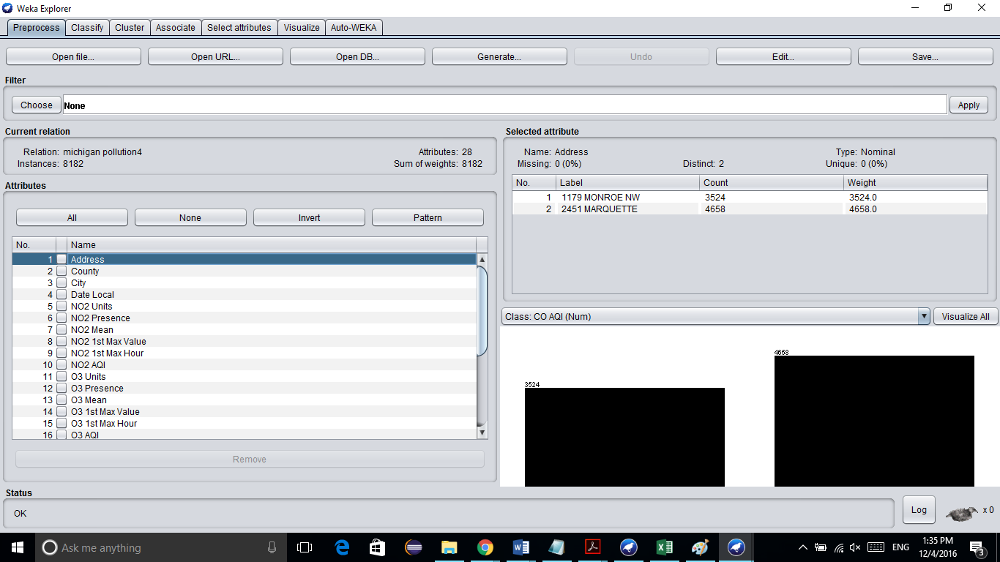 Weka Explorer
Preprocess Classify Cluster Associate Select attributes Visualize Auto-WEKA
Open file... Open URL... Open DB... Generate... Undo Edit... Save...
Filter
Choose None Apply
Current relation
Relation: michigan pollution4 Attributes: 28
Instances: 8182 Sum of weights: 8182
Attributes
All None Invert Pattern
No. Name
1 Address
2 County
3 City
4 Date Local
5 NO2 Units
6 NO2 Presence
7 NO2 Mean
8 NO2 1st Max Value
9 NO2 1st Max Hour
10 NO2 AQI
11 O3 Units
12 O3 Presence
13 O3 Mean
14 O3 1st Max Value
15 O3 1st Max Hour
16 O3 AQI
Remove
Selected attribute
Name: Address Type: Nominal
Missing: 0 (0%) Distinct: 2 Unique: 0 (0%)
No. Label Count Weight
1 1179 MONROE NW 3524 3524.0
2 2451 MARQUETTE 4658 4658.0
Class: CO AQI (Num) Visualize All
3524
4658
Status
OK
Log x 0
Ask me anything
ENG
1:35 PM
12/4/2016
3